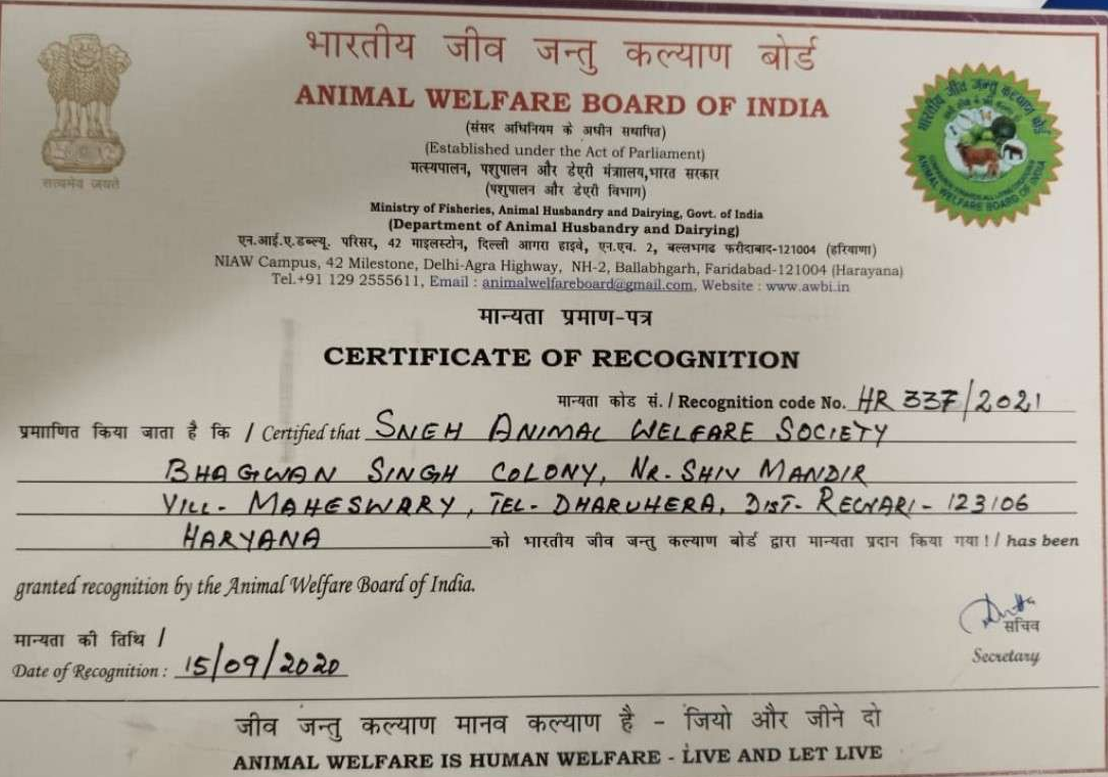 भारतीय जीव जन्तु कल्याण बोर्ड
ANIMAL WELFARE BOARD OF INDIA
(संसद अधिनियम के अधीन सथापित)
(Established under the Act of Parliament)
मत्स्यपालन, पशुपालन और डेएरी मंत्राालय,भारत सरकार
(पशुपालन और डेएरी विभाग)
Ministry of Fisheries, Animal Husbandry and Dairying, Govt. of India
(Department of Animal Husbandry and Dairying)
एन.आई.ए.डब्ल्यू. परिसर, 42 माइलस्टोन, दिल्ली आगरा हाइवे, एन.एच. 2, बल्लभगढ फरीदाबाद-121004 (हरियाणा)
NIAW Campus, 42 Milestone, Delhi-Agra Highway, NH-2, Ballabhgarh, Faridabad-121004 (Harayana)
Tel.+91 129 2555611, Email : animalwelfareboard@gmail.com, Website : www.awbi.in
सत्यमेव जयते
भारतीय जीव जन्तु कल्याण बोर्ड
ANIMAL WELFARE BOARD OF INDIA
मान्यता प्रमाण-पत्र
CERTIFICATE OF RECOGNITION
मान्यता कोड सं. / Recognition code No. HR 337/2021
प्रमााणित किया जाता है कि / Certified that SNEH ANIMAL WELFARE SOCIETY
BHAGWAN SINGH COLONY, NR. SHIV MANDIR
VILL- MAHESWARY, TEL- DHARUHERA, DIST- REWARI - 123106
HARYANA को भारतीय जीव जन्तु कल्याण बोर्ड द्वारा मान्यता प्रदान किया गया !/ has been
granted recognition by the Animal Welfare Board of India.
मान्यता की तिथि /
Date of Recognition : 15/09/2020
सचिव
Secretary
जीव जन्तु कल्याण मानव कल्याण है - जियो और जीने दो
ANIMAL WELFARE IS HUMAN WELFARE - LIVE AND LET LIVE